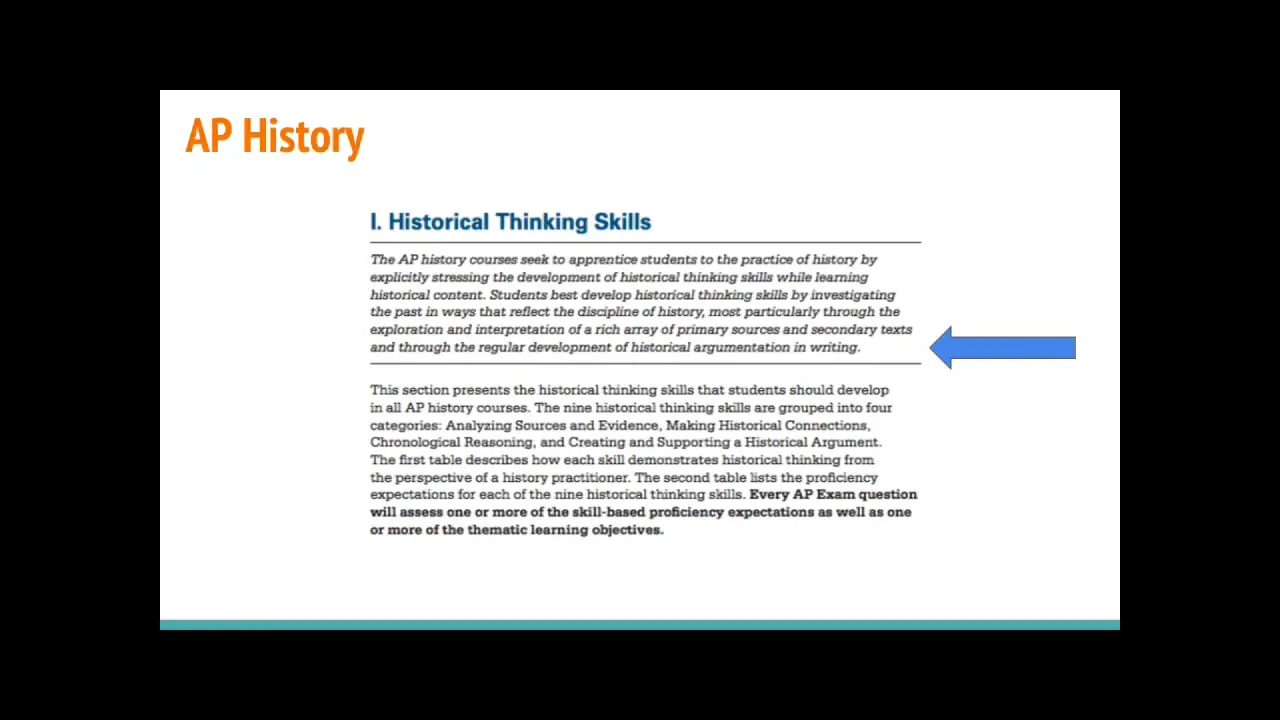 AP History
I. Historical Thinking Skills
The AP history courses seek to apprentice students to the practice of history by
explicitly stressing the development of historical thinking skills while learning
historical content. Students best develop historical thinking skills by investigating
the past in ways that reflect the discipline of history, most particularly through the
exploration and interpretation of a rich array of primary sources and secondary texts
and through the regular development of historical argumentation in writing.
This section presents the historical thinking skills that students should develop
in all AP history courses. The nine historical thinking skills are grouped into four
categories: Analyzing Sources and Evidence, Making Historical Connections,
Chronological Reasoning, and Creating and Supporting a Historical Argument.
The first table describes how each skill demonstrates historical thinking from
the perspective of a history practitioner. The second table lists the proficiency
expectations for each of the nine historical thinking skills. Every AP Exam question
will assess one or more of the skill-based proficiency expectations as well as one
or more of the thematic learning objectives.